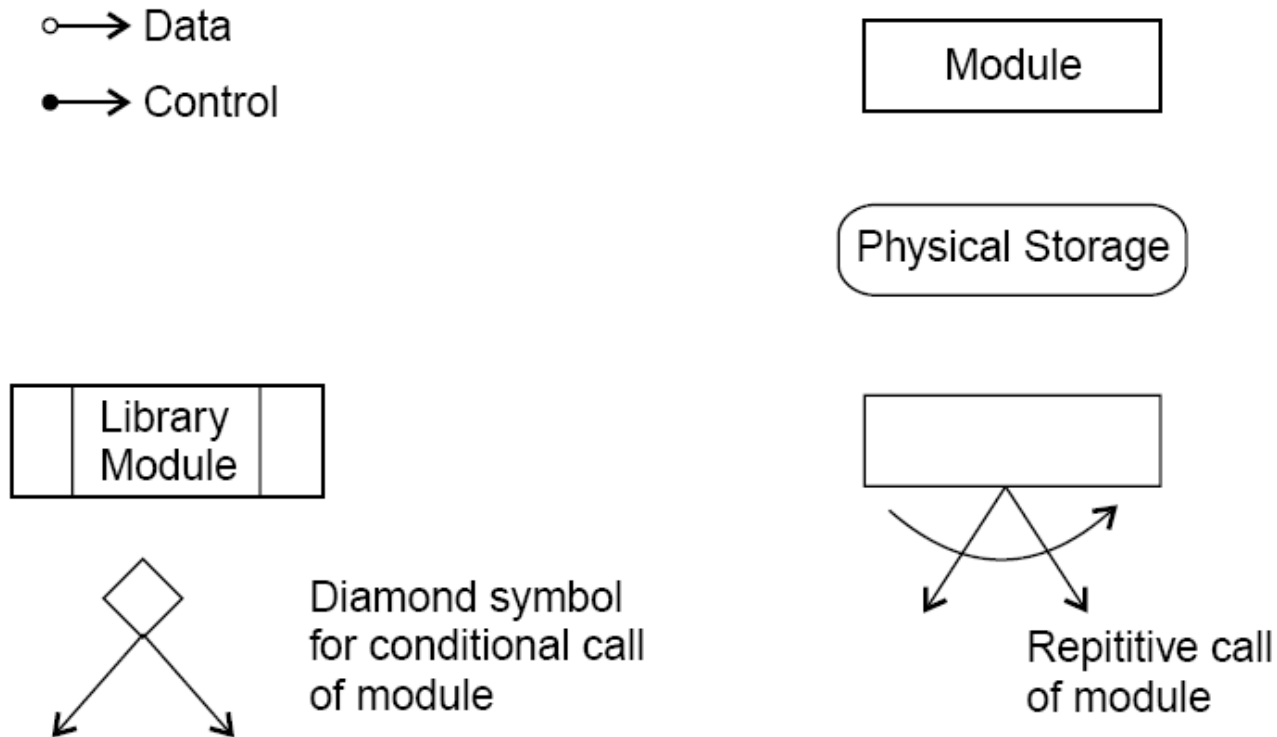 Data
Control
Module
Physical Storage
Library
Module
Diamond symbol
for conditional call
of module
Repititive call
of module